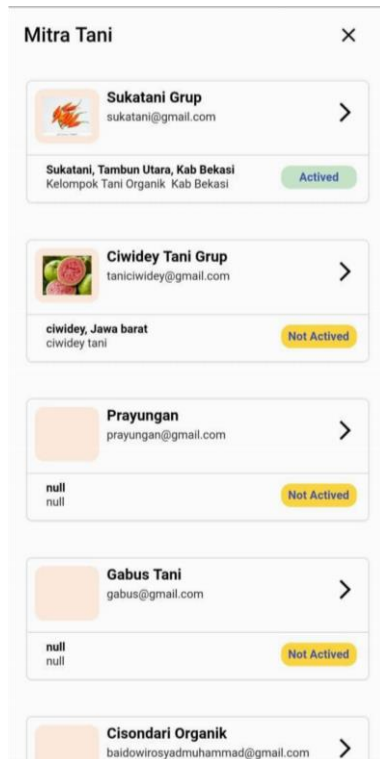 Mitra Tani
Sukatani Grup
sukatani@gmail.com
Sukatani, Tambun Utara, Kab Bekasi
Kelompok Tani Organik Kab Bekasi
Actived
Ciwidey Tani Grup
taniciwidey@gmail.com
ciwidey, Jawa barat
ciwidey tani
Not Actived
Prayungan
prayungan@gmail.com
null
null
Not Actived
Gabus Tani
gabus@gmail.com
null
null
Not Actived
Cisondari Organik
baidowirosyadmuhammad@gmail.com